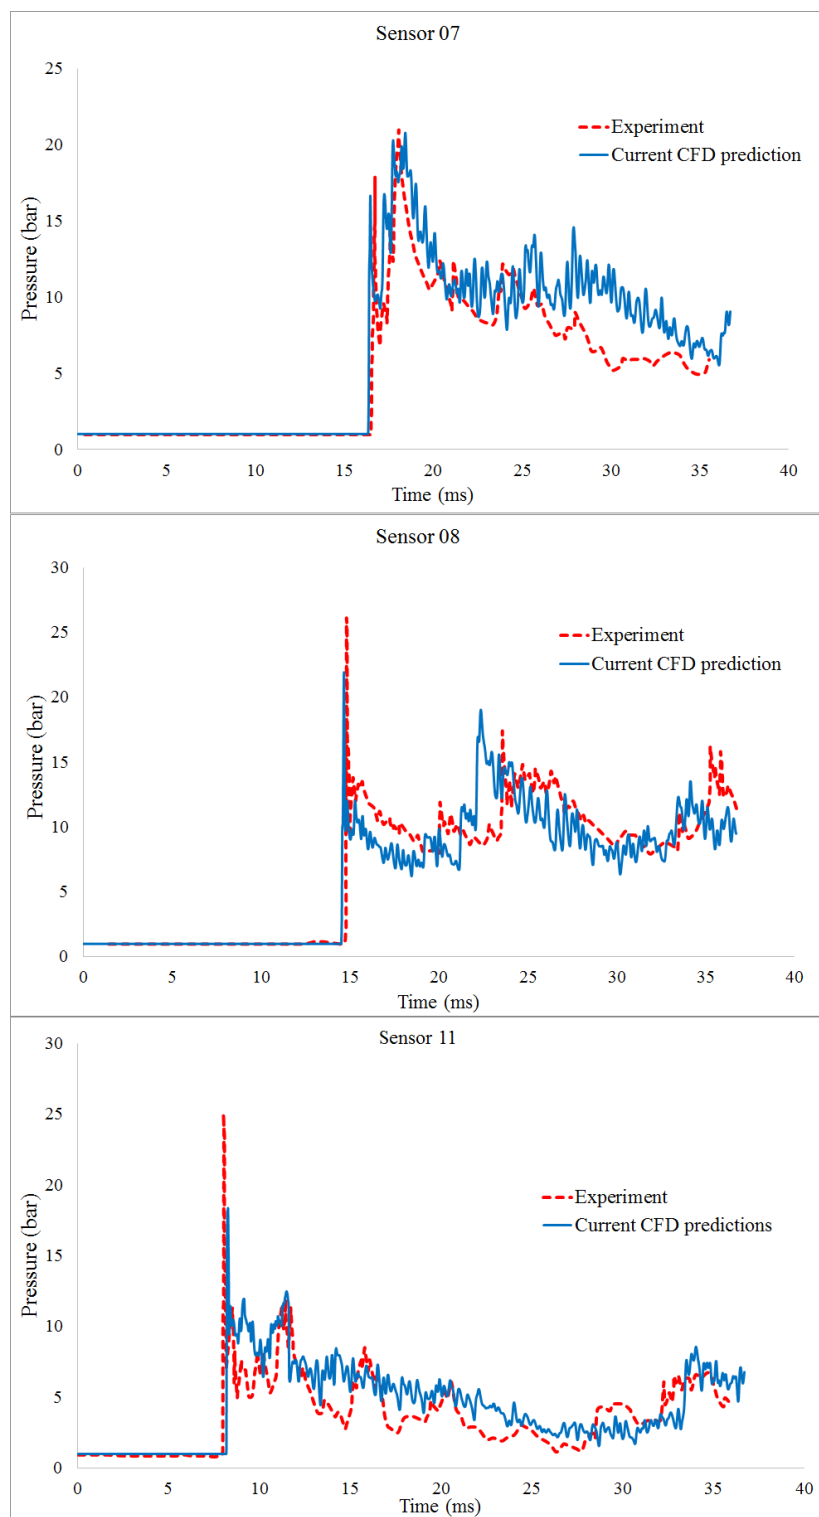 Sensor 07
25
20
15
10
5
0
Pressure (bar)
Experiment
Current CFD prediction
0 5 10 15 20 25 30 35 40
Time (ms)
Sensor 08
30
25
20
15
10
5
0
Pressure (bar)
Experiment
Current CFD prediction
0 5 10 15 20 25 30 35 40
Time (ms)
Sensor 11
30
25
20
15
10
5
0
Pressure (bar)
Experiment
Current CFD predictions
0 5 10 15 20 25 30 35 40
Time (ms)